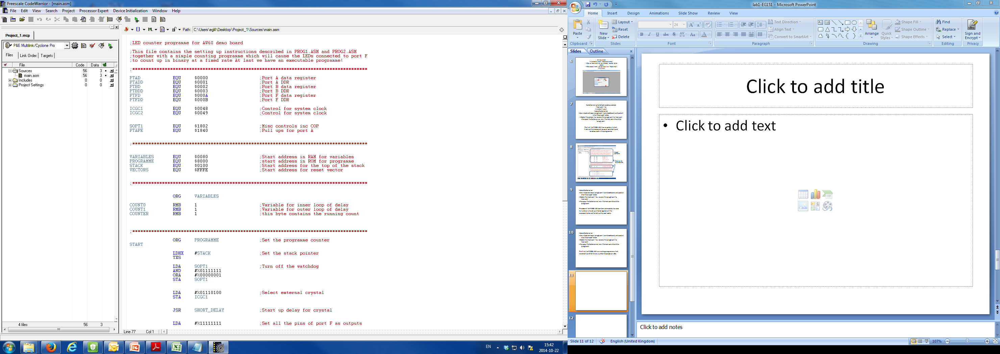 Freescale CodeWarrior - [main.asm]
File Edit View Search Project Processor Expert Device Initialization Window Help
Path: C:\Users\eglil\Desktop\Project_1\Sources\main.asm
Project_1.mcp
P&E Multilink/Cyclone Pro
Files Link Order Targets
File Code Data
Sources 56 3
main.asm 56 3
Includes 0 0
Project Settings 0 0
4 files 56 3
;LED counter programme for AW60 demo board
;This file contains the setting up instructions described in PROG1.ASM and PROG2.ASM
;together with a simple counting programme which will cause the LEDs connected to port F
;to count up in binary at a fixed rate At last we have an executable programme!
PTAD EQU $0000 ;Port A data register
PTADD EQU $0001 ;Port A DDR
PTBD EQU $0002 ;Port B data register
PTBDD EQU $0003 ;Port B DDR
PTFD EQU $000A ;Port F data register
PTFDD EQU $000B ;Port F DDR
ICGC1 EQU $0048 ;Control for system clock
ICGC2 EQU $0049 ;Control for system clock
SOPT1 EQU $1802 ;Misc controls inc COP
PTAPE EQU $1840 ;Pull ups for port A
VARIABLES EQU $0080 ;Start address in RAM for variables
PROGRAMME EQU $8000 ;start address in ROM for programme
STACK EQU $0100 ;Start address for the top of the stack
VECTORS EQU $FFFE ;Start address for reset vector
ORG VARIABLES
COUNT0 RMB 1 ;Variable for inner loop of delay
COUNT1 RMB 1 ;Variable for outer loop of delay
COUNTER RMB 1 ;this byte contains the running count
ORG PROGRAMME ;Set the programme counter
START
LDHX #STACK ;Set the stack pointer
TXS
LDA SOPT1 ;Turn off the watchdog
AND #%01111111
ORA #%00000001
STA SOPT1
LDA #%01110100 ;Select external crystal
STA ICGC1
JSR SHORT_DELAY ;Start up delay for crystal
LDA #%11111111 ;Set all the pins of port F as outputs
Line 77 Col 1
EN
15:42
2014-10-22
lab1-EG151 - Microsoft PowerPoint
Home Insert Design Animations Slide Show Review View
Paste
Clipboard
New Slide
Layout
Reset
Delete
Slides
24
Font
Text Direction
Align Text
Convert to SmartArt
Paragraph
Arrange
Quick Styles
Shape Fill
Shape Outline
Shape Effects
Drawing
Find
Replace
Select
Editing
Sign and Encrypt
Privacy
Slides Outline
6
7
8
9
10
11
12
Click to add title
• Click to add text
Click to add notes
Slide 11 of 12 English (United Kingdom) 107%